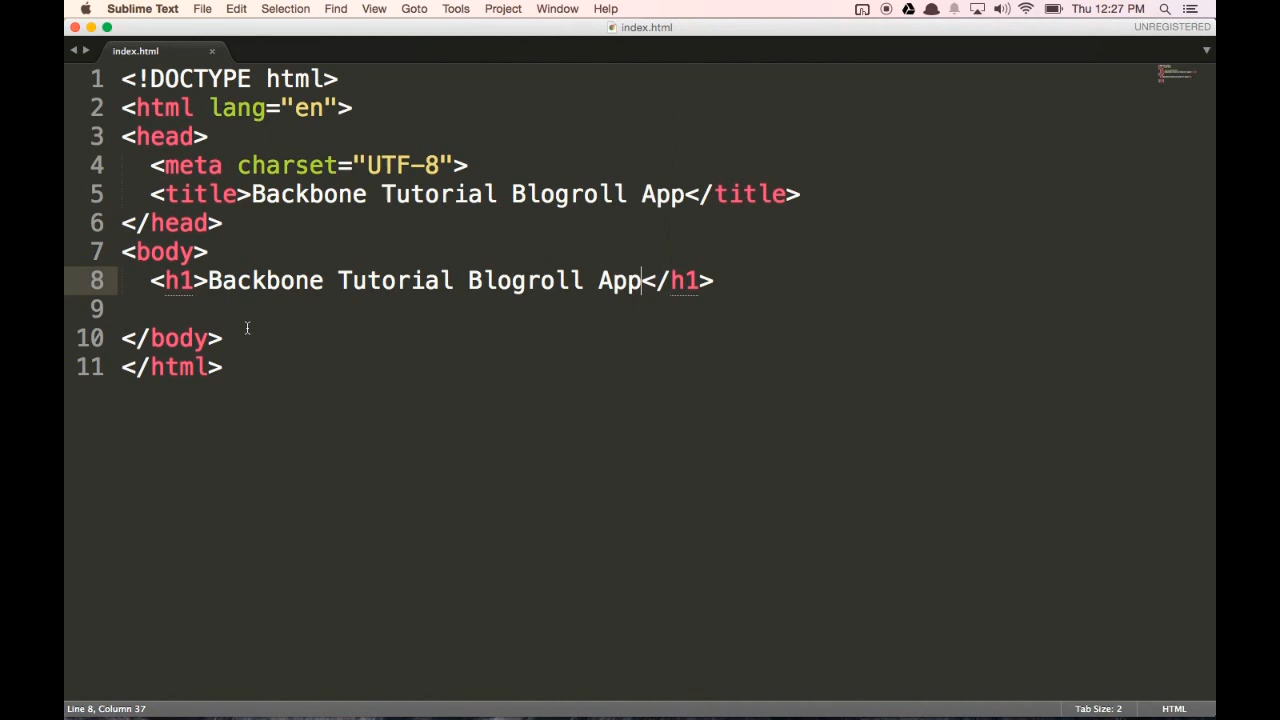 Sublime Text File Edit Selection Find View Goto Tools Project Window Help Thu 12:27 PM
index.html UNREGISTERED
index.html ×
1 <!DOCTYPE html>
2 <html lang="en">
3 <head>
4 <meta charset="UTF-8">
5 <title>Backbone Tutorial Blogroll App</title>
6 </head>
7 <body>
8 <h1>Backbone Tutorial Blogroll App</h1>
9
10 </body>
11 </html>
Line 8, Column 37 Tab Size: 2 HTML